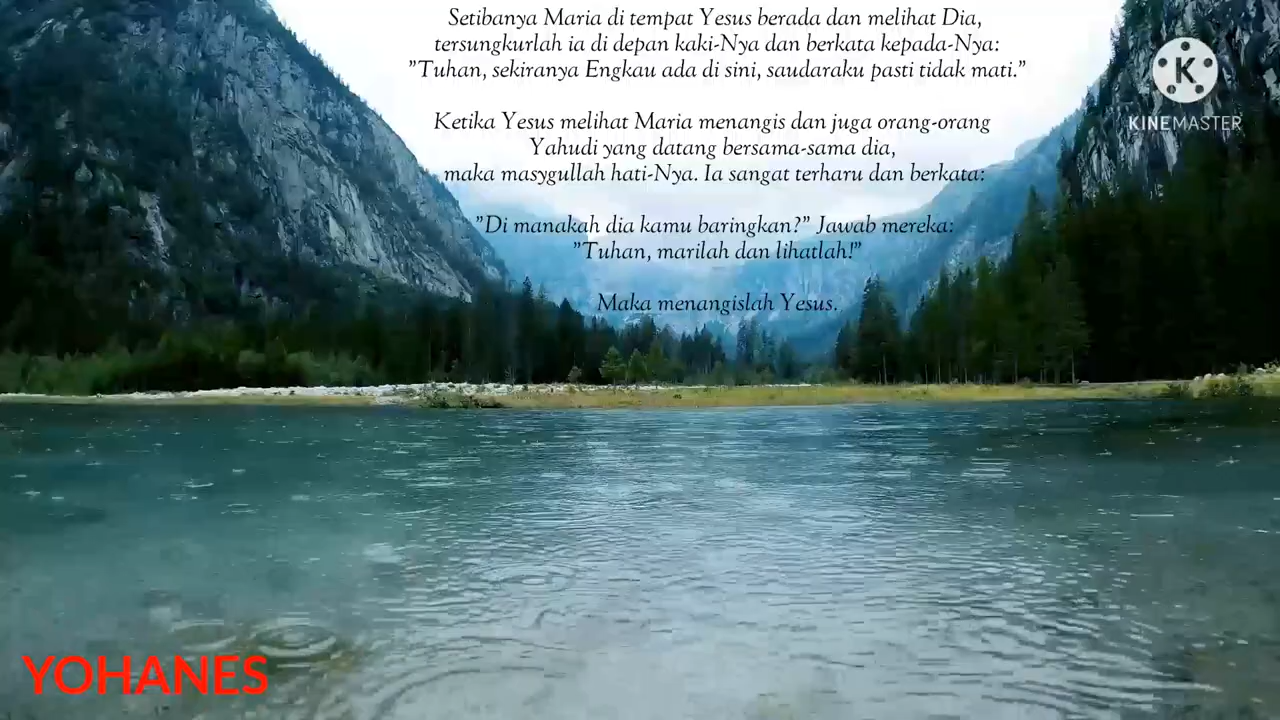 Setibanya Maria di tempat Yesus berada dan melihat Dia,
tersungkurlah ia di depan kaki-Nya dan berkata kepada-Nya:
"Tuhan, sekiranya Engkau ada di sini, saudaraku pasti tidak mati."
Ketika Yesus melihat Maria menangis dan juga orang-orang
Yahudi yang datang bersama-sama dia,
maka masygullah hati-Nya. Ia sangat terharu dan berkata:
"Di manakah dia kamu baringkan?" Jawab mereka:
"Tuhan, marilah dan lihatlah!"
Maka menangislah Yesus.
K
KINEMASTER
YOHANES